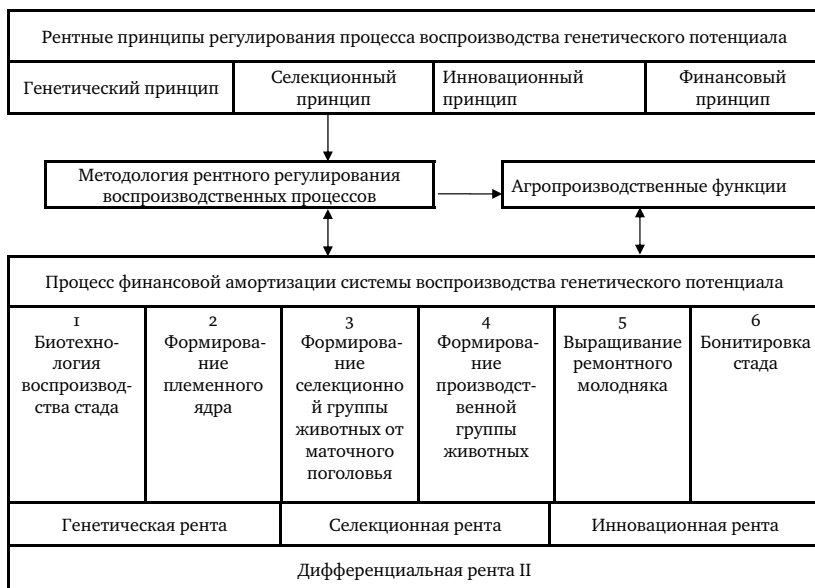 Рентные принципы регулирования процесса воспроизводства генетического потенциала
Генетический принцип
Селекционный
принцип
Инновационный
принцип
Финансовый
принцип
Методология рентного регулирования
воспроизводственных процессов
Агропроизводственные функции
Процесс финансовой амортизации системы воспроизводства генетического потенциала
1
Биотехно-
логия
воспроизвод-
ства стада
2
Формирова-
ние
племенного
ядра
3
Формирова-
ние
селекционно
й группы
животных от
маточного
поголовья
4
Формирова-
ние
производст-
венной
группы
животных
5
Выращивание
ремонтного
молодняка
6
Бонитировка
стада
Генетическая рента
Селекционная рента
Инновационная рента
Дифференциальная рента II